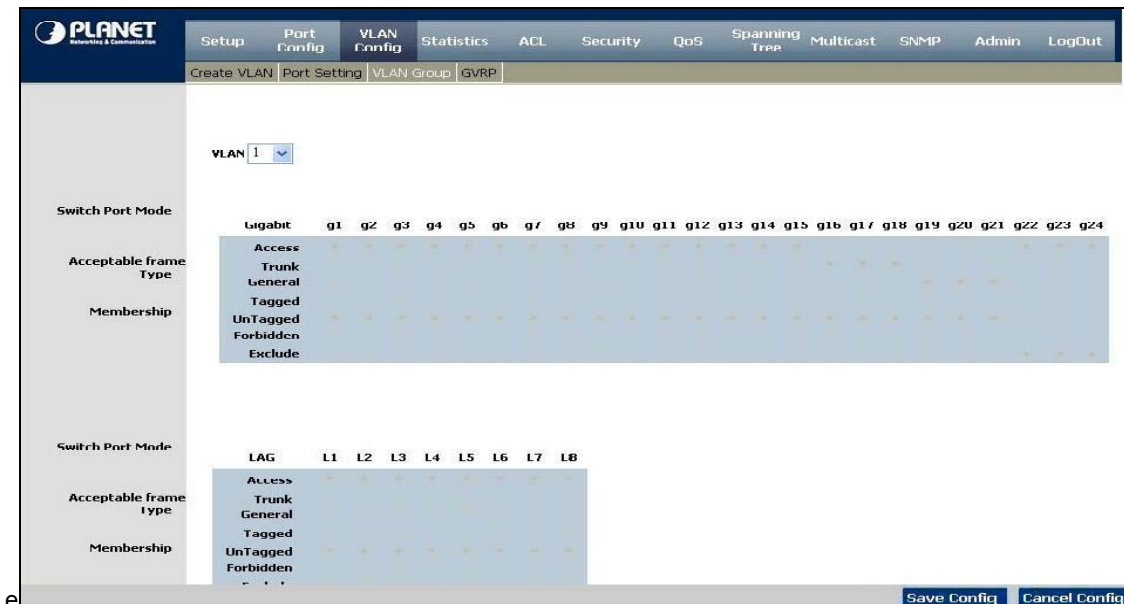 PLANET
Networking & Communication
Setup Port Config VLAN Config Statistics ACL Security QoS Spanning Tree Multicast SNMP Admin LogOut
Create VLAN Port Setting VLAN Group GVRP
VLAN 1
Switch Port Mode
Gigabit g1 g2 g3 g4 g5 g6 g7 g8 g9 g10 g11 g12 g13 g14 g15 g16 g17 g18 g19 g20 g21 g22 g23 g24
Access
Acceptable frame Type
Trunk
General
Tagged
Membership
UnTagged
Forbidden
Exclude
Switch Port Mode
LAG L1 L2 L3 L4 L5 L6 L7 L8
Access
Acceptable frame Type
Trunk
General
Tagged
Membership
UnTagged
Forbidden
Save Config Cancel Config
e